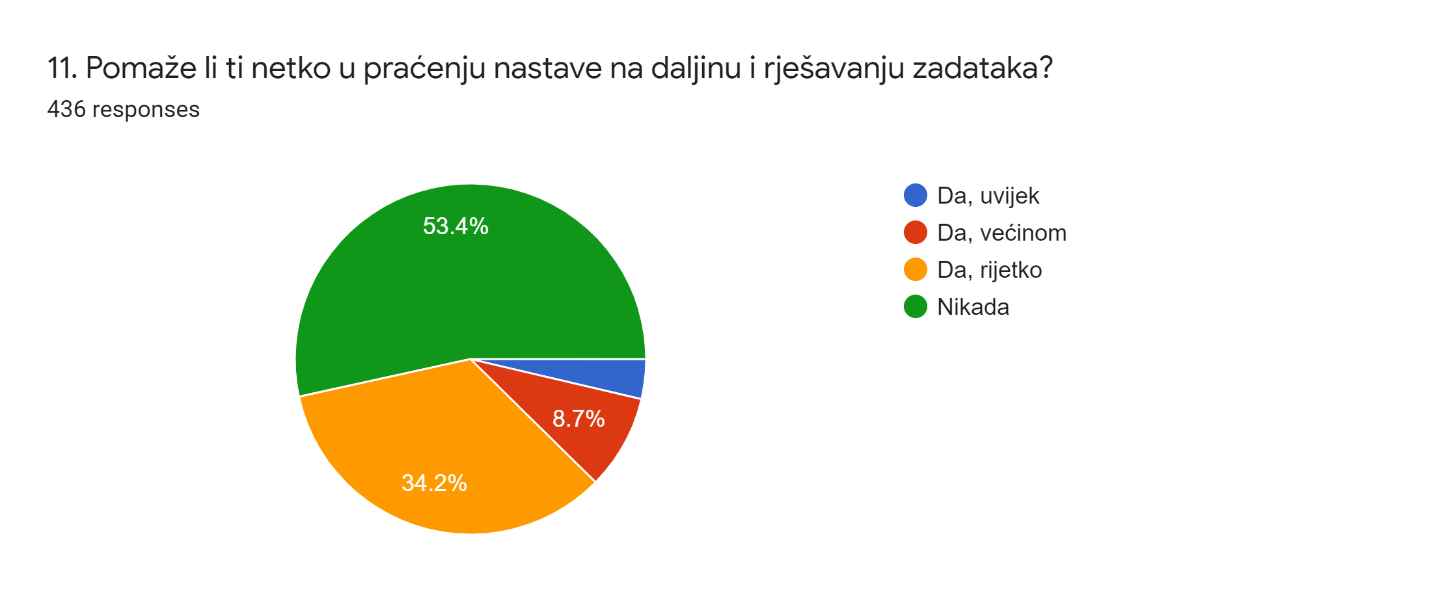 11. Pomaže li ti netko u praćenju nastave na daljinu i rješavanju zadataka?
436 responses
53.4%
8.7%
34.2%
Da, uvijek
Da, većinom
Da, rijetko
Nikada